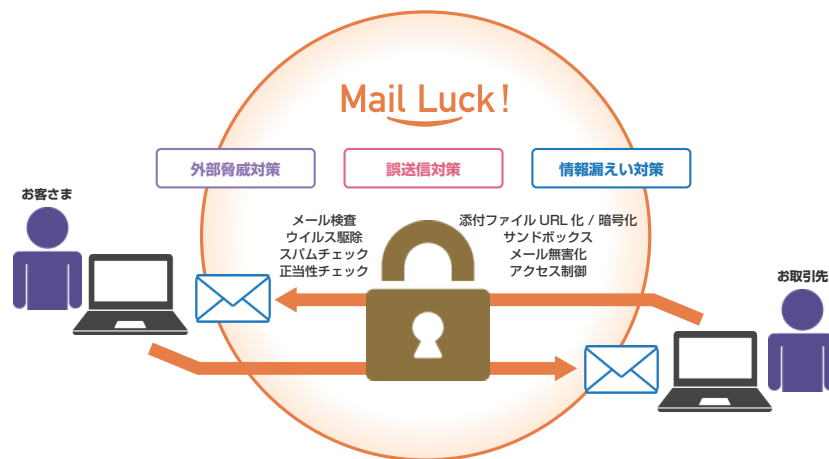 Mail Luck!
外部脅威対策
誤送信対策
情報漏えい対策
お客さま
メール検査
ウイルス駆除
スパムチェック
正当性チェック
添付ファイル URL 化 / 暗号化
サンドボックス
メール無害化
アクセス制御
お取引先